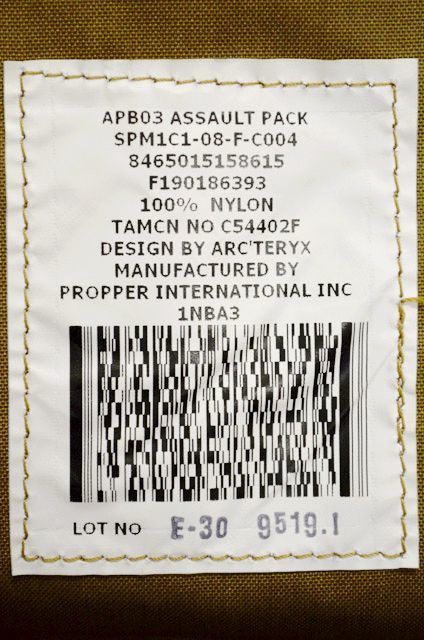 APB03 ASSAULT PACK
SPM1C1-08-F-C004
8465015158615
F190186393
100% NYLON
TAMCN NO C54402F
DESIGN BY ARC'TERYX
MANUFACTURED BY
PROPPER INTERNATIONAL INC
1NBA3
LOT NO E-30 9519.1